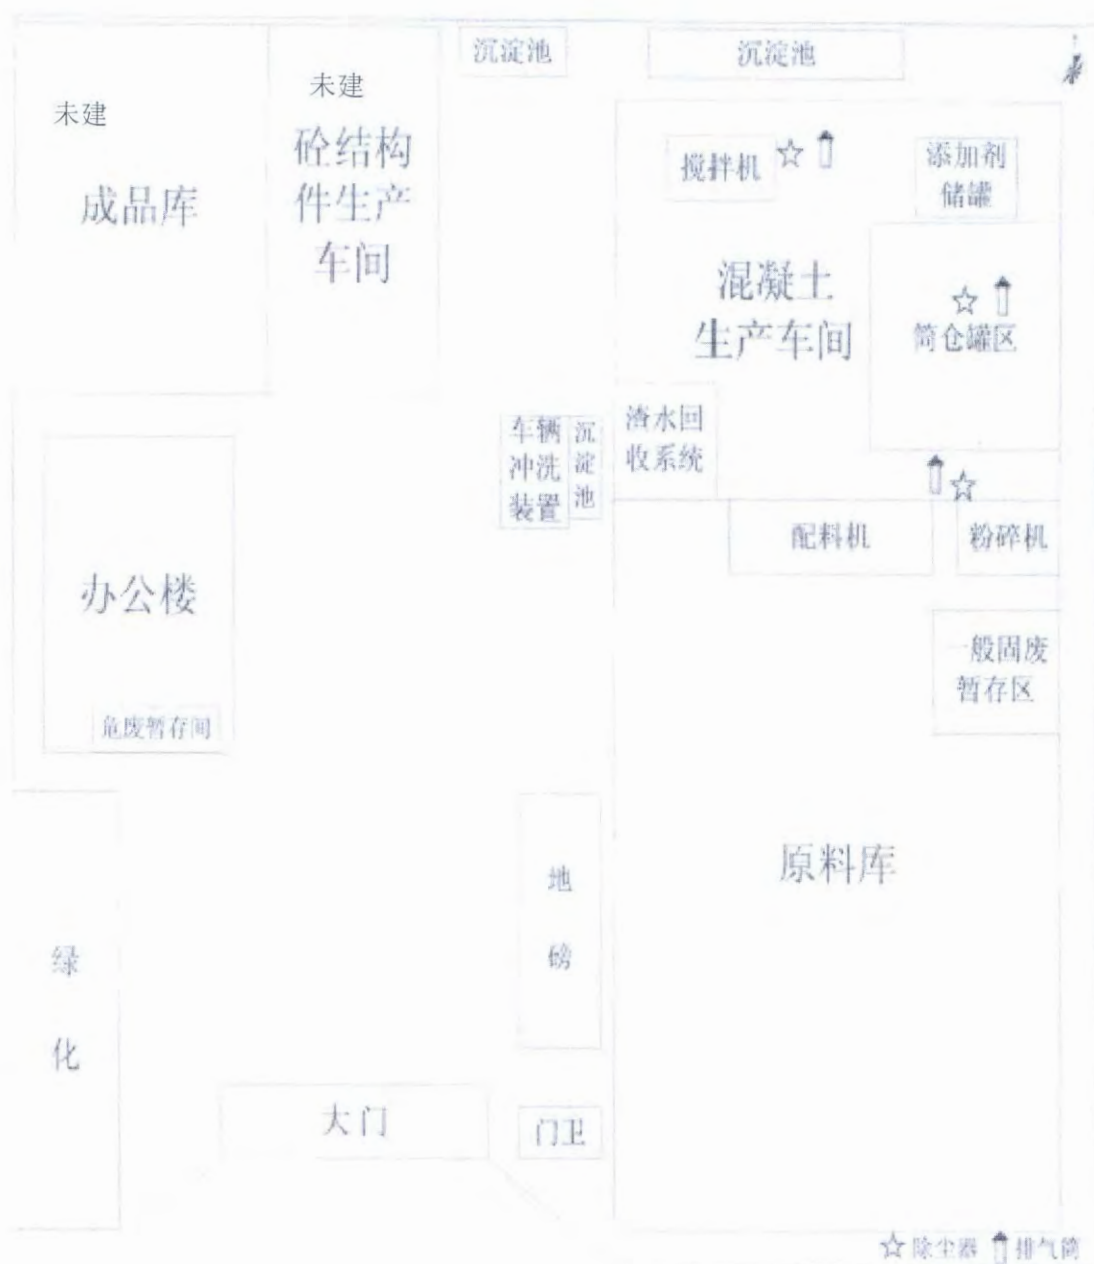 沉淀池
沉淀池
未建
未建
砼结构
件生产
车间
成品库
搅拌机
添加剂
储罐
混凝土
生产车间
筒仓罐区
车辆
冲洗
装置
沉
淀
池
渣水回
收系统
配料机
粉碎机
办公楼
一般固废
暂存区
危废暂存间
原料库
地
磅
绿
化
大门
门卫
除尘器
排气筒